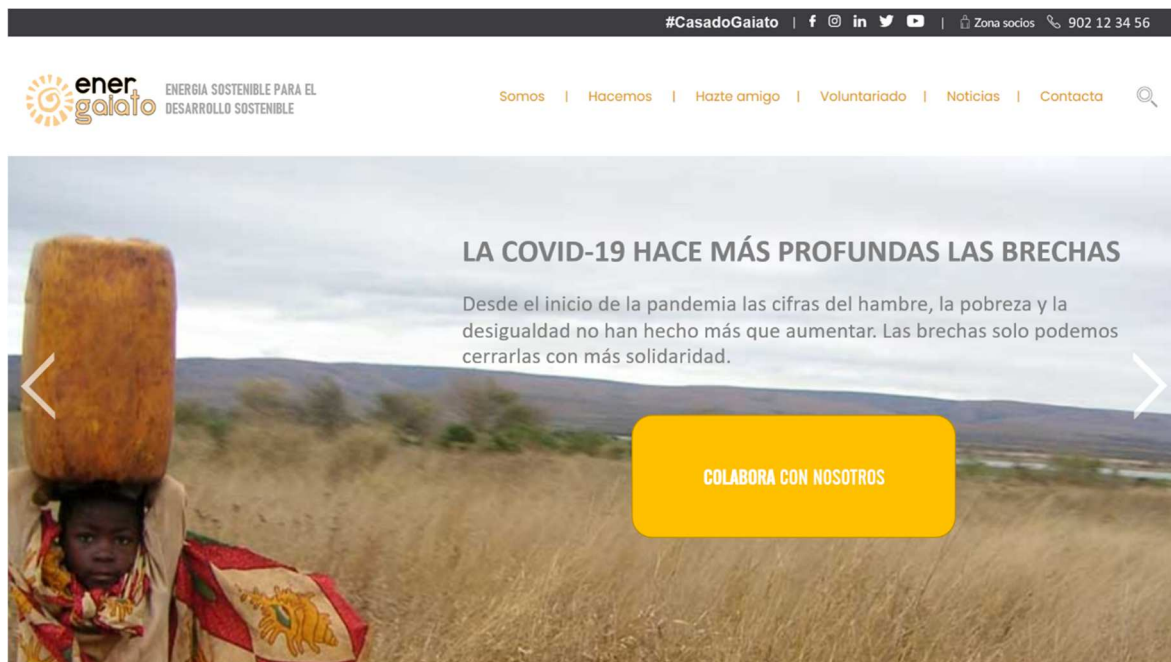 #CasadoGaiato | | Zona socios 902 12 34 56
ener
gaiato
ENERGIA SOSTENIBLE PARA EL
DESARROLLO SOSTENIBLE
Somos | Hacemos | Hazte amigo | Voluntariado | Noticias | Contacta
LA COVID-19 HACE MÁS PROFUNDAS LAS BRECHAS
Desde el inicio de la pandemia las cifras del hambre, la pobreza y la
desigualdad no han hecho más que aumentar. Las brechas solo podemos
cerrarlas con más solidaridad.
COLABORA CON NOSOTROS